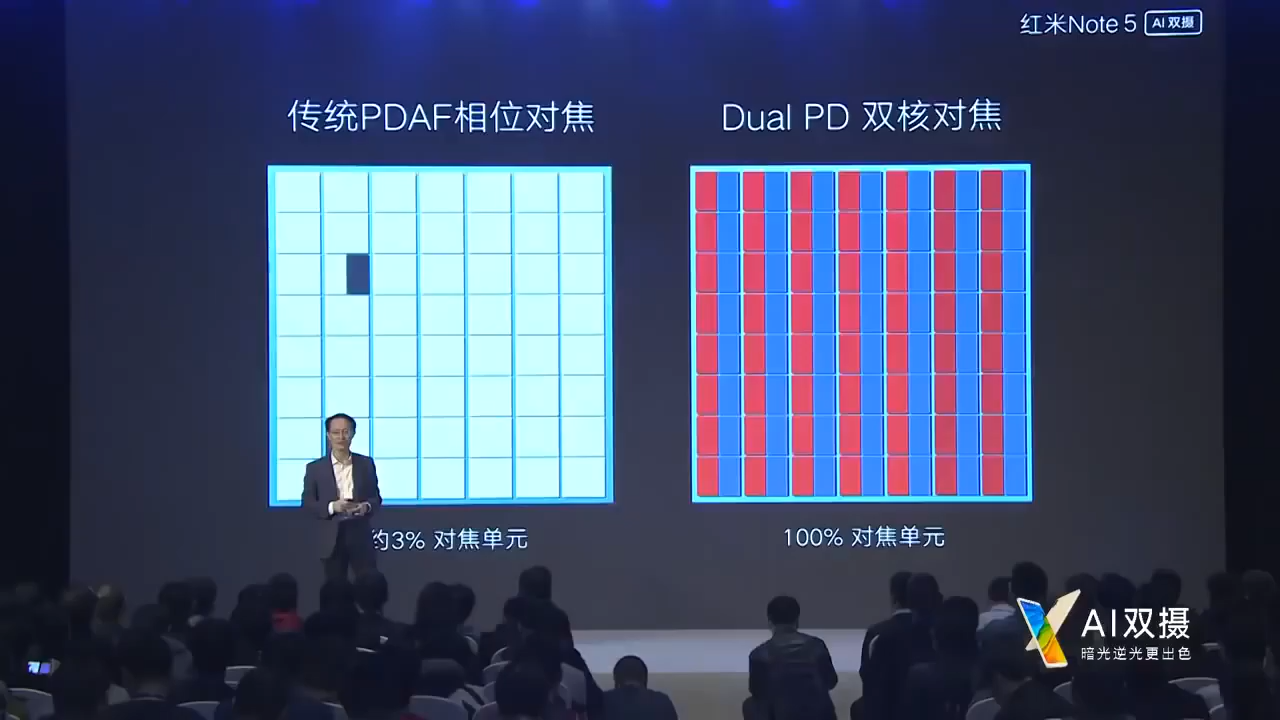 红米Note 5 AI 双摄
传统PDAF相位对焦
Dual PD 双核对焦
约3% 对焦单元
100% 对焦单元
AI双摄
暗光逆光更出色